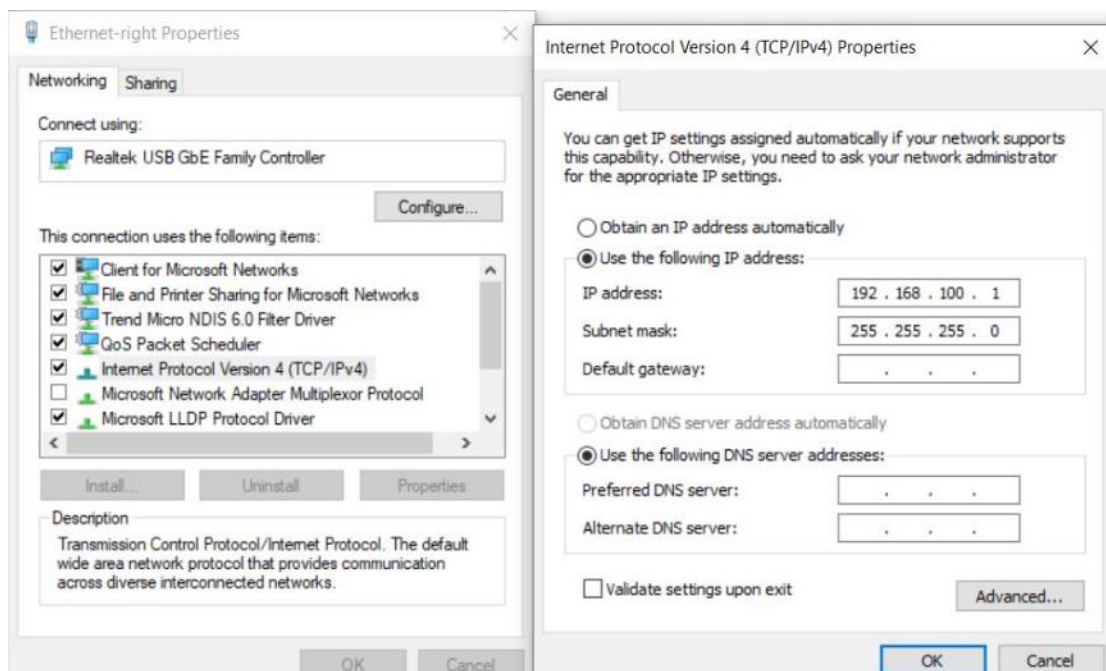 Ethernet-right Properties
Networking
Sharing
Connect using:
Realtek USB GbE Family Controller
Configure...
This connection uses the following items:
Client for Microsoft Networks
File and Printer Sharing for Microsoft Networks
Trend Micro NDIS 6.0 Filter Driver
QoS Packet Scheduler
Internet Protocol Version 4 (TCP/IPv4)
Microsoft Network Adapter Multiplexor Protocol
Microsoft LLDP Protocol Driver
Install...
Uninstall
Properties
Description
Transmission Control Protocol/Internet Protocol. The default
wide area network protocol that provides communication
across diverse interconnected networks.
OK
Cancel
Internet Protocol Version 4 (TCP/IPv4) Properties
General
You can get IP settings assigned automatically if your network supports
this capability. Otherwise, you need to ask your network administrator
for the appropriate IP settings.
Obtain an IP address automatically
Use the following IP address:
IP address: 192 . 168 . 100 . 1
Subnet mask: 255 . 255 . 255 . 0
Default gateway: . . .
Obtain DNS server address automatically
Use the following DNS server addresses:
Preferred DNS server: . . .
Alternate DNS server: . . .
Validate settings upon exit
Advanced...
OK
Cancel